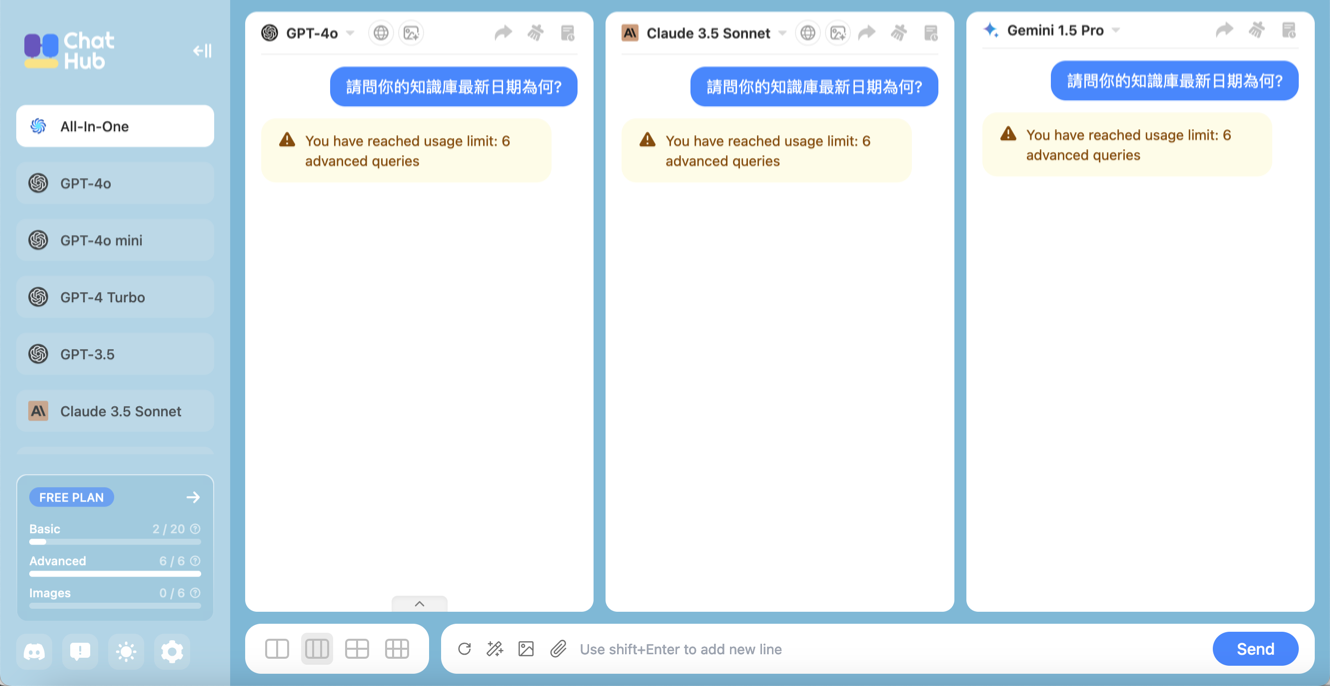 Chat
Hub
All-In-One
GPT-4o
GPT-4o mini
GPT-4 Turbo
GPT-3.5
Claude 3.5 Sonnet
FREE PLAN
Basic 2 / 20
Advanced 6 / 6
Images 0 / 6
GPT-4o
請問你的知識庫最新日期為何?
You have reached usage limit: 6
advanced queries
Claude 3.5 Sonnet
請問你的知識庫最新日期為何?
You have reached usage limit: 6
advanced queries
Gemini 1.5 Pro
請問你的知識庫最新日期為何?
You have reached usage limit: 6
advanced queries
Use shift+Enter to add new line
Send